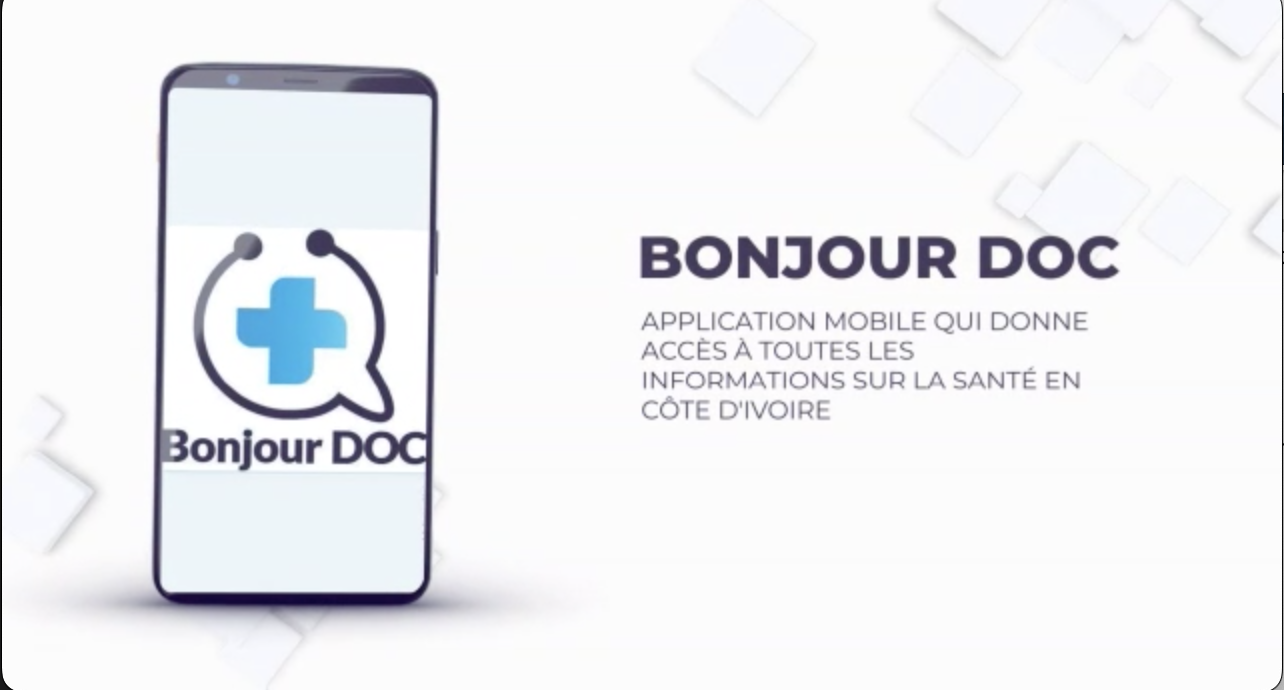 Bonjour DOC
BONJOUR DOC
APPLICATION MOBILE QUI DONNE
ACCÈS À TOUTES LES
INFORMATIONS SUR LA SANTÉ EN
CÔTE D'IVOIRE